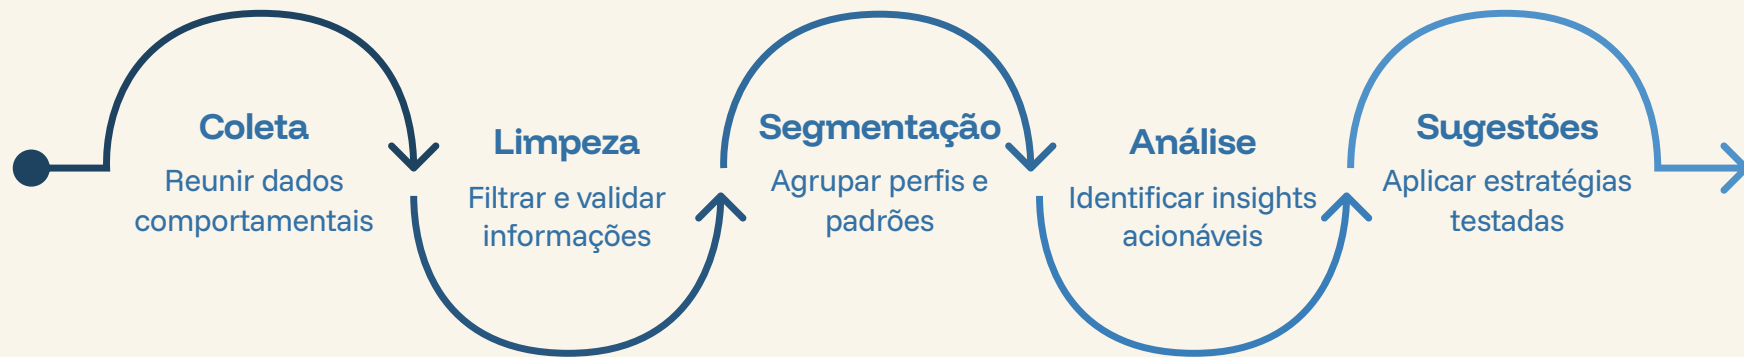 Coleta
Reunir dados
comportamentais
Limpeza
Filtrar e validar
informações
Segmentação
Agrupar perfis e
padrões
Análise
Identificar insights
acionáveis
Sugestões
Aplicar estratégias
testadas